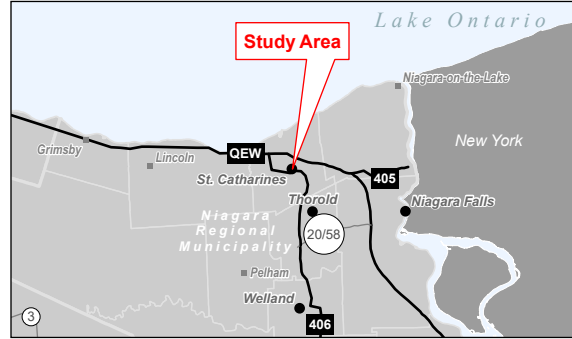 Lake Ontario
Study Area
Niagara-on-the-Lake
New York
Grimsby
Lincoln
QEW
St. Catharines
405
Thorold
Niagara Falls
Niagara
Regional
Municipality
20/58
Pelham
Welland
3
406